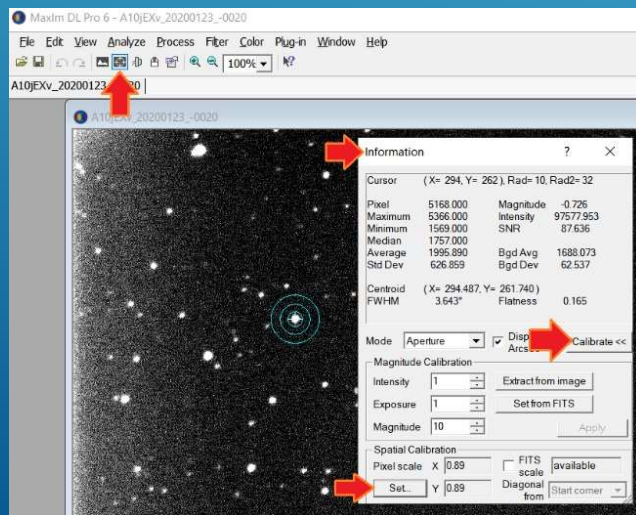 MaxIm DL Pro 6 - A10jEXv_20200123_-0020
File Edit View Analyze Process Filter Color Plug-in Window Help
100%
A10jEXv_20200123_-0020
A10jEXv_20200123_-0020
Information ? X
Cursor (X= 294, Y= 262), Rad= 10, Rad2= 32
Pixel 5168.000 Magnitude -0.726
Maximum 5366.000 Intensity 97577.953
Minimum 1569.000 SNR 87.636
Median 1757.000
Average 1995.890 Bgd Avg 1688.073
Std Dev 626.859 Bgd Dev 62.537
Centroid (X= 294.487, Y= 261.740)
FWHM 3.643" Flatness 0.165
Mode Aperture Disp Calibrate <<
Magnitude Calibration
Intensity 1 Extract from image
Exposure 1 Set from FITS
Magnitude 10 Apply
Spatial Calibration
Pixel scale X 0.89 FITS scale available
Set... Y 0.89 Diagonal from Start corner